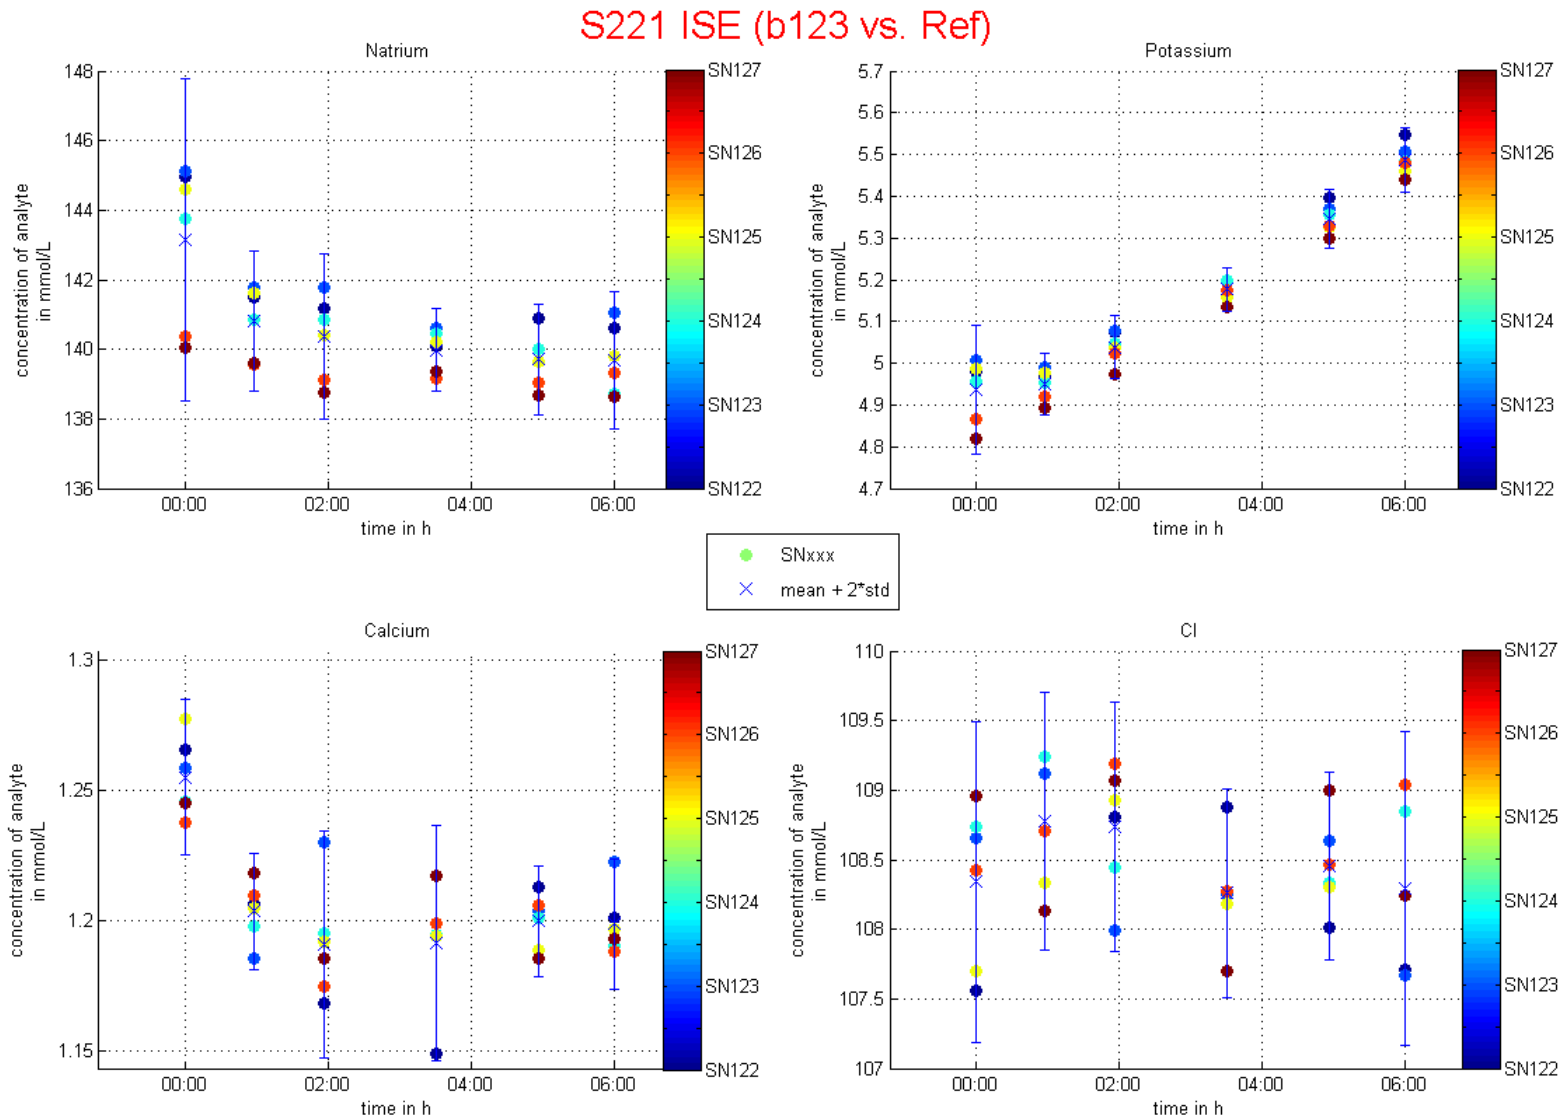 S221 ISE (b123 vs. Ref)
Natrium
148
146
144
142
140
138
136
concentration of analyte
in mmol/L
00:00
02:00
04:00
06:00
time in h
SN127
SN126
SN125
SN124
SN123
SN122
Potassium
5.7
5.6
5.5
5.4
5.3
5.2
5.1
5
4.9
4.8
4.7
concentration of analyte
in mmol/L
00:00
02:00
04:00
06:00
time in h
SN127
SN126
SN125
SN124
SN123
SN122
SNxxx
mean + 2*std
Calcium
1.3
1.25
1.2
1.15
concentration of analyte
in mmol/L
00:00
02:00
04:00
06:00
time in h
SN127
SN126
SN125
SN124
SN123
SN122
Cl
110
109.5
109
108.5
108
107.5
107
concentration of analyte
in mmol/L
00:00
02:00
04:00
06:00
time in h
SN127
SN126
SN125
SN124
SN123
SN122